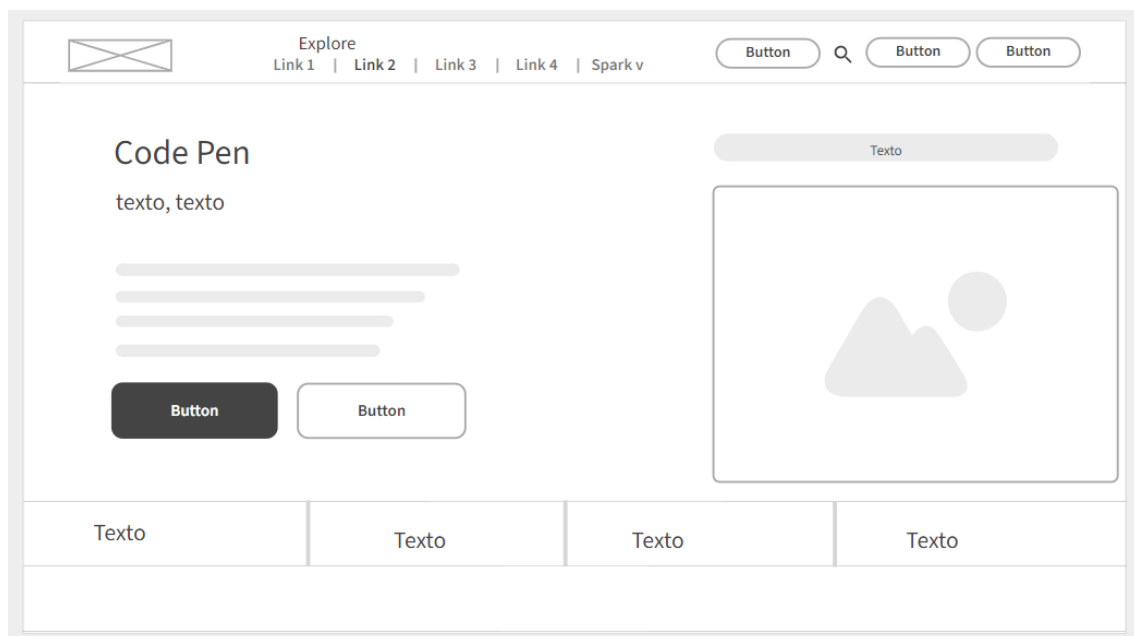 Explore
Link 1 | Link 2 | Link 3 | Link 4 | Spark v
Button
Button
Button
Code Pen
texto, texto
Texto
Button
Button
Texto
Texto
Texto
Texto